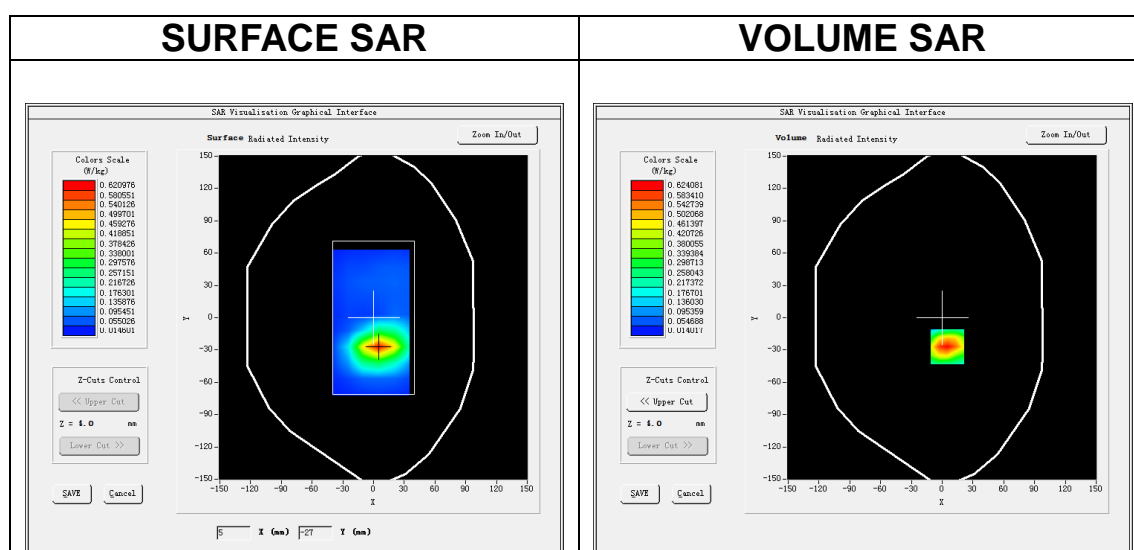 SURFACE SAR
VOLUME SAR
SAR Visualisation Graphical Interface
Surface Radiated Intensity
Zoom In/Out
Colors Scale
(W/kg)
0.620976
0.580551
0.540126
0.499701
0.459276
0.418851
0.378426
0.338001
0.297576
0.257151
0.216726
0.176301
0.135876
0.095451
0.055026
0.014601
150
120
90
60
30
0
-30
-60
-90
-120
-150
Y
-150 -120 -90 -60 -30 0 30 60 90 120 150
X
Z-Cuts Control
<< Upper Cut
Z = 4.0 mm
Lower Cut >>
SAVE Cancel
5 X (mm) -27 Y (mm)
SAR Visualisation Graphical Interface
Volume Radiated Intensity
Zoom In/Out
Colors Scale
(W/kg)
0.624081
0.583410
0.542739
0.502068
0.461397
0.420726
0.380055
0.339384
0.298713
0.258043
0.217372
0.176701
0.136030
0.095359
0.054688
0.014017
150
120
90
60
30
0
-30
-60
-90
-120
-150
Y
-150 -120 -90 -60 -30 0 30 60 90 120 150
X
Z-Cuts Control
<< Upper Cut
Z = 4.0 mm
Lower Cut >>
SAVE Cancel